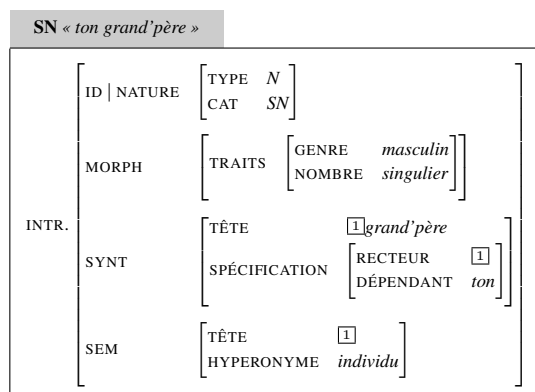 SN « ton grand'père »
ID | NATURE TYPE N
CAT SN
MORPH TRAITS GENRE masculin
NOMBRE singulier
INTR.
SYNT TÊTE 1 grand'père
SPÉCIFICATION RECTEUR 1
DÉPENDANT ton
SEM TÊTE 1
HYPERONYME individu